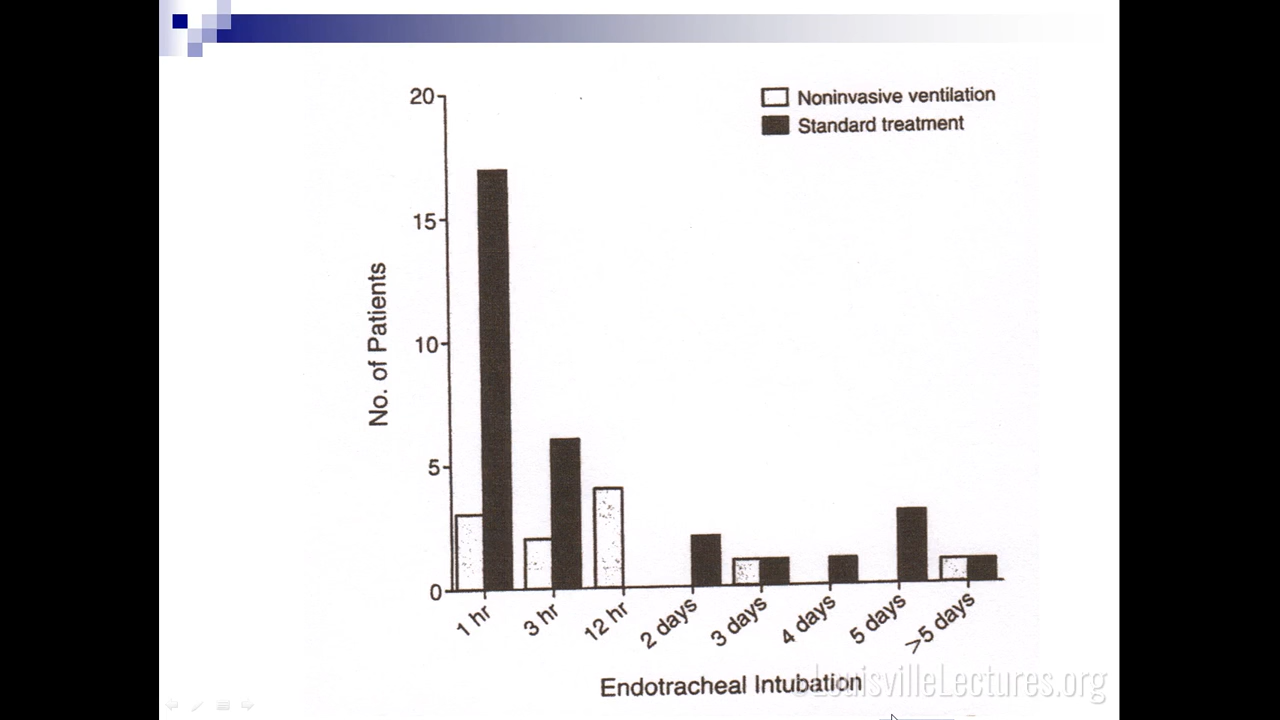 Noninvasive ventilation
Standard treatment
20
15
10
5
0
No. of Patients
1 hr
3 hr
12 hr
2 days
3 days
4 days
5 days
>5 days
Endotracheal Intubation
©LouisvilleLectures.org